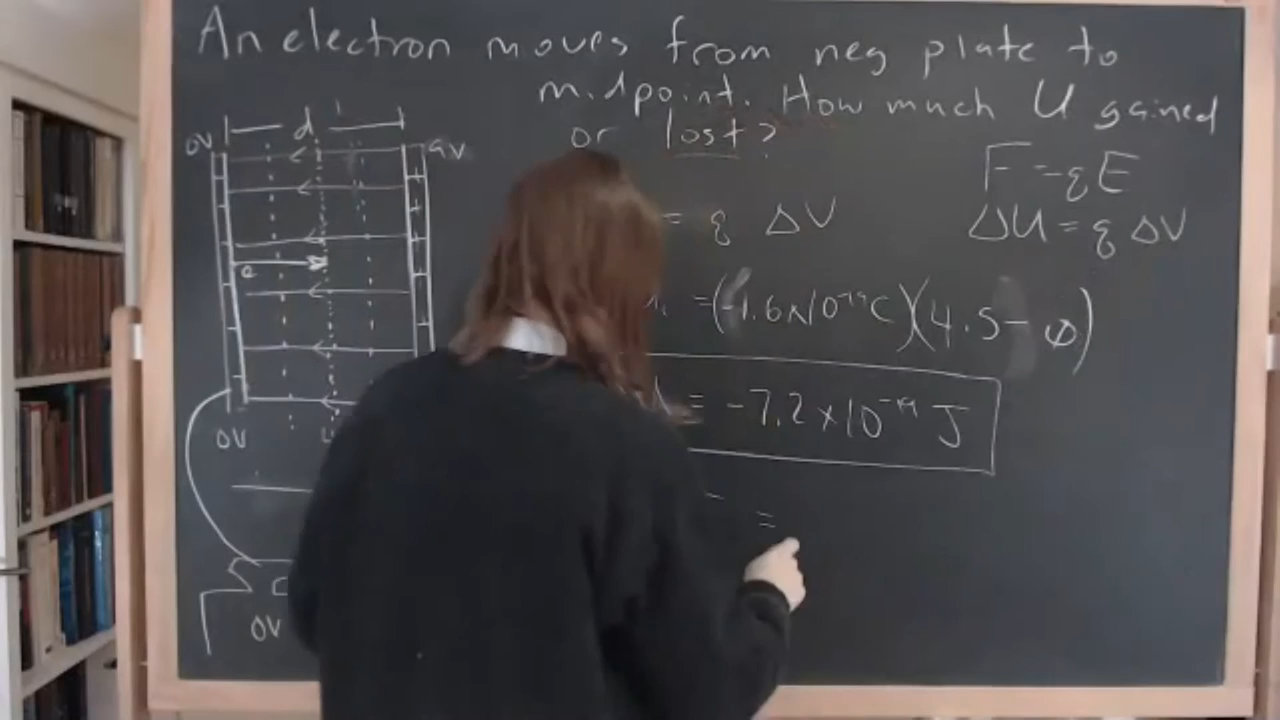 An electron moves from neg plate to
midpoint. How much U gained
or lost?
0V
d
9V
e
0V
0V
F = qE
ΔU = q ΔV
= q ΔV
= (-1.6x10⁻¹⁹C)(4.5 - 0)
= -7.2x10⁻¹⁹ J
=